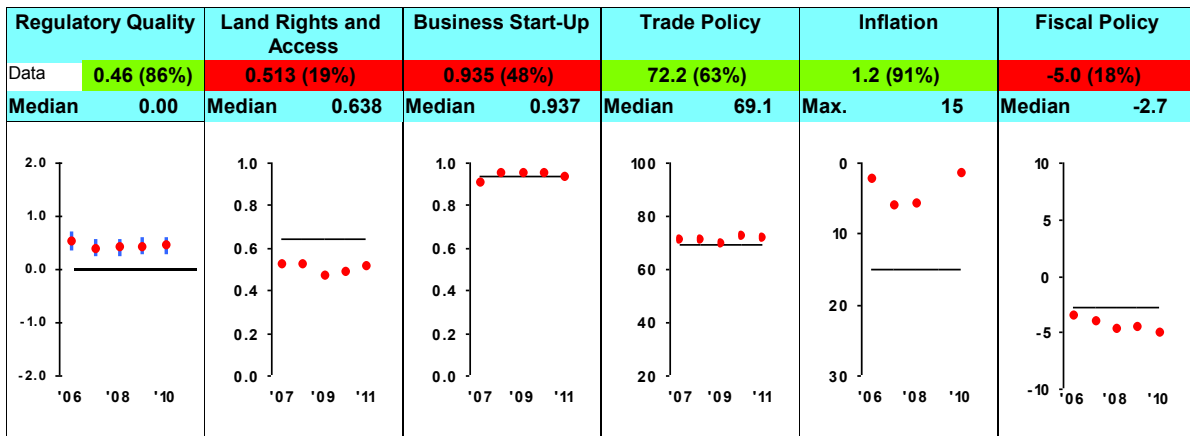 Regulatory Quality
Land Rights and
Access
Business Start-Up
Trade Policy
Inflation
Fiscal Policy
Data 0.46 (86%)
0.513 (19%)
0.935 (48%)
72.2 (63%)
1.2 (91%)
-5.0 (18%)
Median 0.00
Median 0.638
Median 0.937
Median 69.1
Max. 15
Median -2.7
2.0
1.0
0.0
-1.0
-2.0
'06 '08 '10
1.0
0.8
0.6
0.4
0.2
0.0
'07 '09 '11
1.0
0.8
0.6
0.4
0.2
0.0
'07 '09 '11
100
80
60
40
20
'07 '09 '11
0
10
20
30
'06 '08 '10
10
5
0
-5
-10
'06 '08 '10